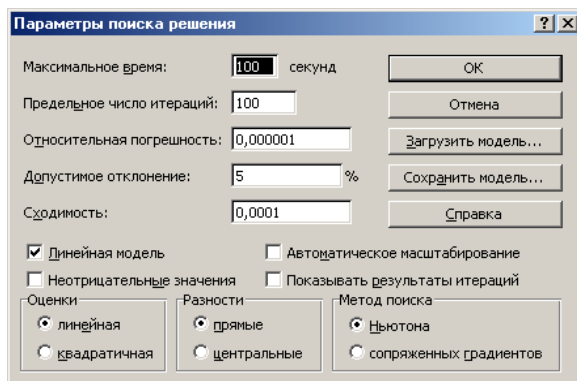 Параметры поиска решения
Максимальное время: 100 секунд OK
Предельное число итераций: 100 Отмена
Относительная погрешность: 0,000001 Загрузить модель...
Допустимое отклонение: 5 % Сохранить модель...
Сходимость: 0,0001 Справка
Линейная модель Автоматическое масштабирование
Неотрицательные значения Показывать результаты итераций
Оценки Разности Метод поиска
линейная прямые Ньютона
квадратичная центральные сопряженных градиентов